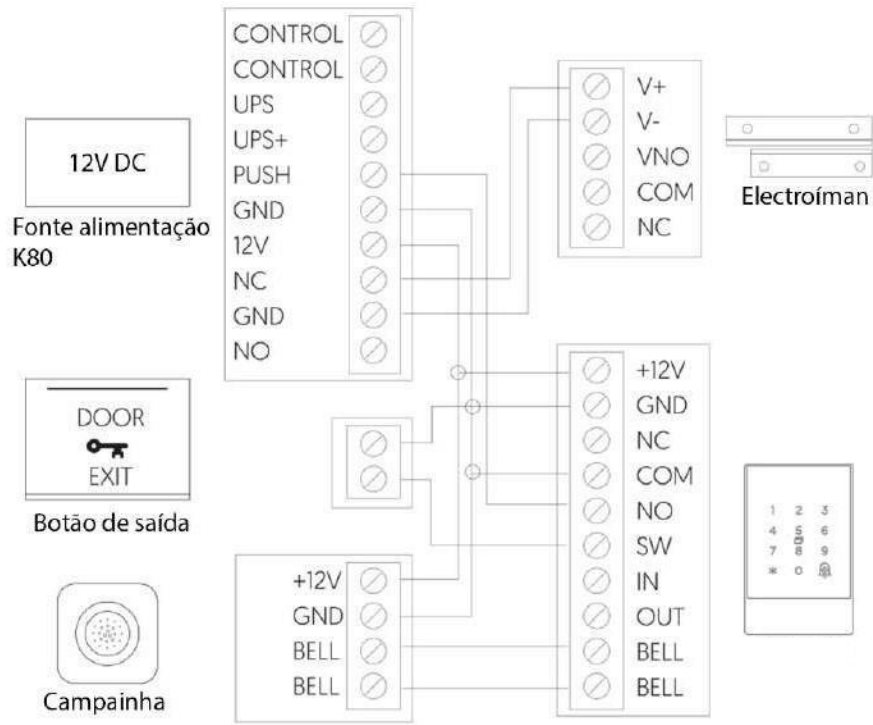 CONTROL
CONTROL
UPS
UPS+
PUSH
GND
12V
NC
GND
NO
V+
V-
VNO
COM
NC
Electroíman
12V DC
Fonte alimentação
K80
DOOR
EXIT
Botão de saída
+12V
GND
NC
COM
NO
SW
IN
OUT
BELL
BELL
1 2 3
4 5 6
7 8 9
* 0
+12V
GND
BELL
BELL
Campainha